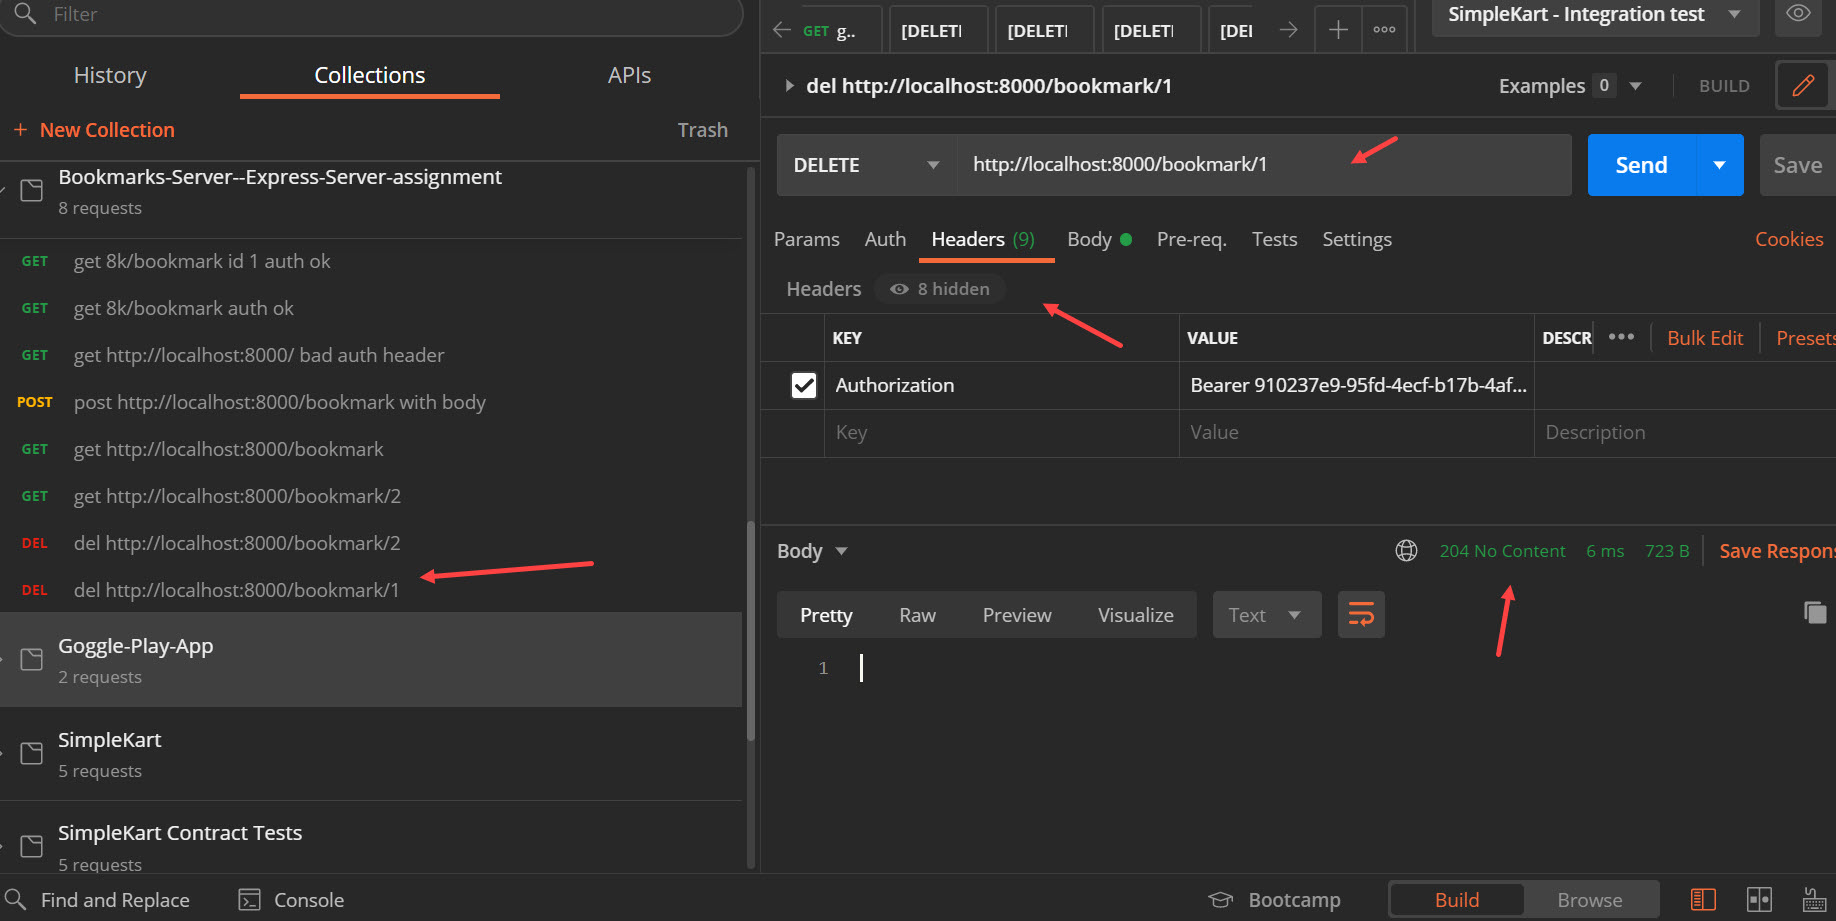 Filter
History
Collections
APIs
+ New Collection
Trash
Bookmarks-Server--Express-Server-assignment
8 requests
GET get 8k/bookmark id 1 auth ok
GET get 8k/bookmark auth ok
GET get http://localhost:8000/ bad auth header
POST post http://localhost:8000/bookmark with body
GET get http://localhost:8000/bookmark
GET get http://localhost:8000/bookmark/2
DEL del http://localhost:8000/bookmark/2
DEL del http://localhost:8000/bookmark/1
Goggle-Play-App
2 requests
SimpleKart
5 requests
SimpleKart Contract Tests
5 requests
GET g..
[DELETI
[DELETI
[DELETI
[DEI
SimpleKart - Integration test
del http://localhost:8000/bookmark/1
Examples 0
BUILD
DELETE
http://localhost:8000/bookmark/1
Send
Save
Params
Auth
Headers (9)
Body
Pre-req.
Tests
Settings
Cookies
Headers
8 hidden
KEY
VALUE
DESCR
Bulk Edit
Presets
Authorization
Bearer 910237e9-95fd-4ecf-b17b-4af...
Key
Value
Description
Body
204 No Content
6 ms
723 B
Save Respons
Pretty
Raw
Preview
Visualize
Text
1
Find and Replace
Console
Bootcamp
Build
Browse